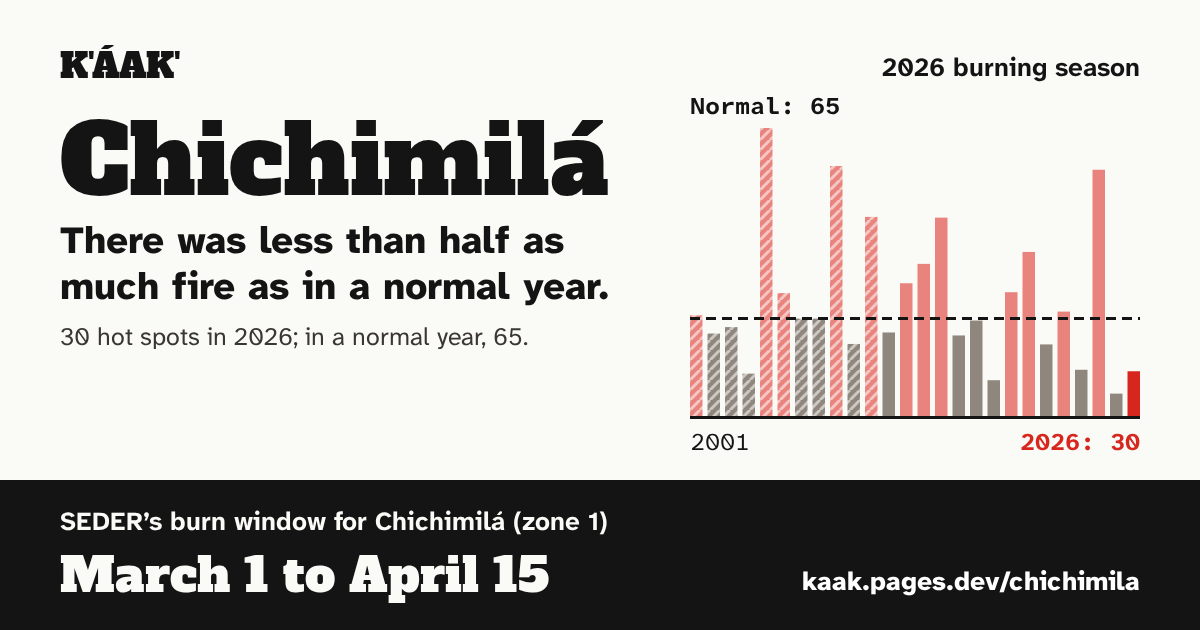 K'ÁAK'
2026 burning season
Chichimilá
There was less than half as
much fire as in a normal year.
30 hot spots in 2026; in a normal year, 65.
Normal: 65
2001
2026: 30
SEDER’s burn window for Chichimilá (zone 1)
March 1 to April 15
kaak.pages.dev/chichimila